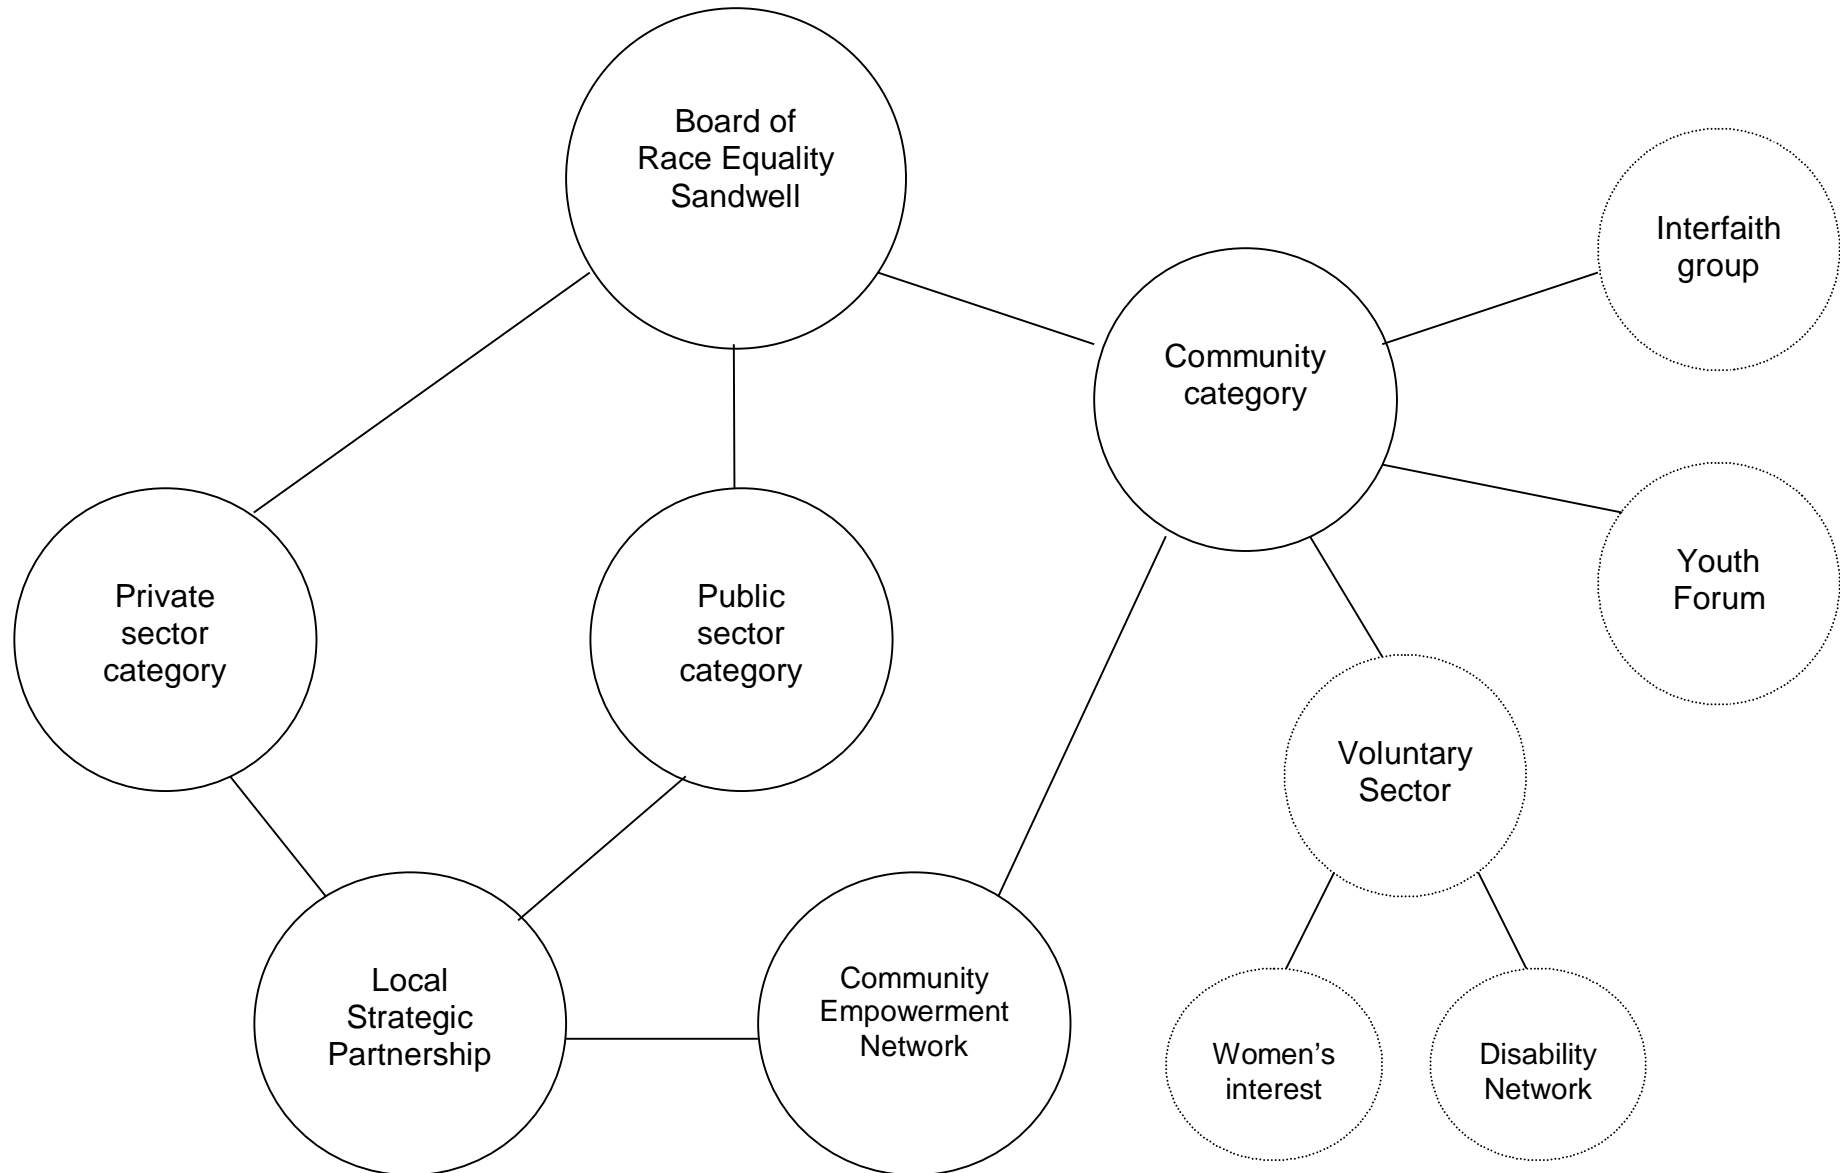 Board of
Race Equality
Sandwell
Interfaith
group
Community
category
Youth
Forum
Private
sector
category
Public
sector
category
Voluntary
Sector
Local
Strategic
Partnership
Community
Empowerment
Network
Women’s
interest
Disability
Network